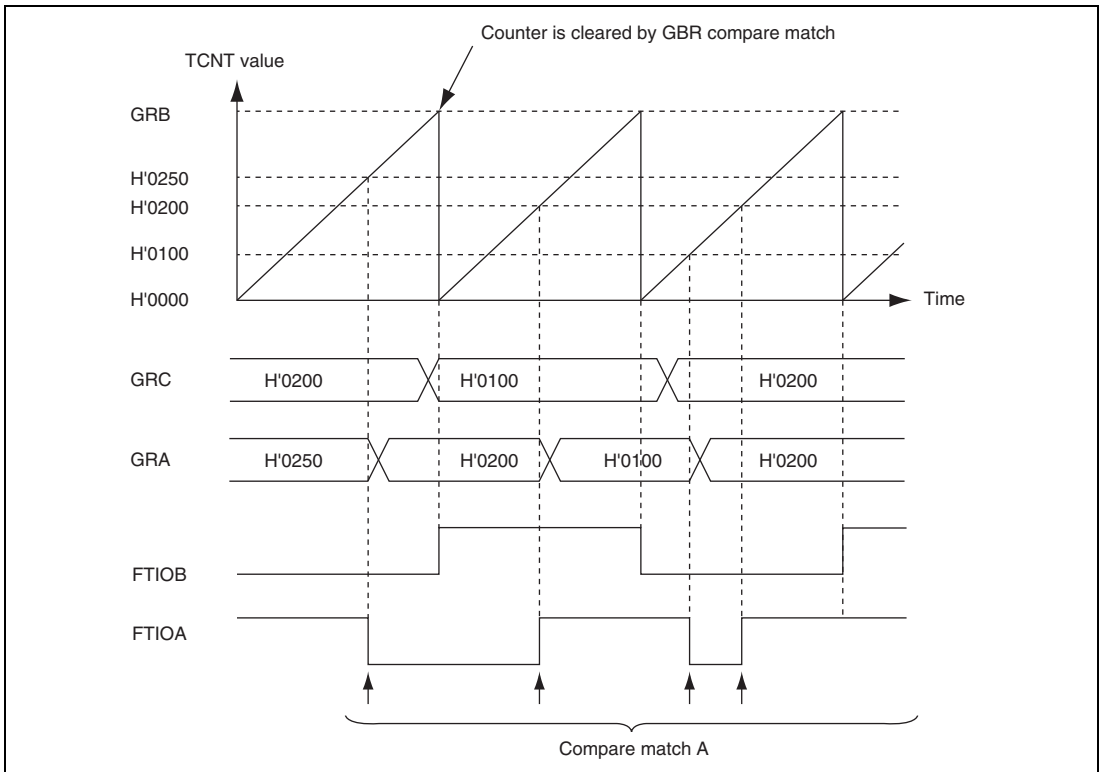 Counter is cleared by GBR compare match
TCNT value
GRB
H'0250
H'0200
H'0100
H'0000
Time
GRC H'0200 H'0100 H'0200
GRA H'0250 H'0200 H'0100 H'0200
FTIOB
FTIOA
Compare match A